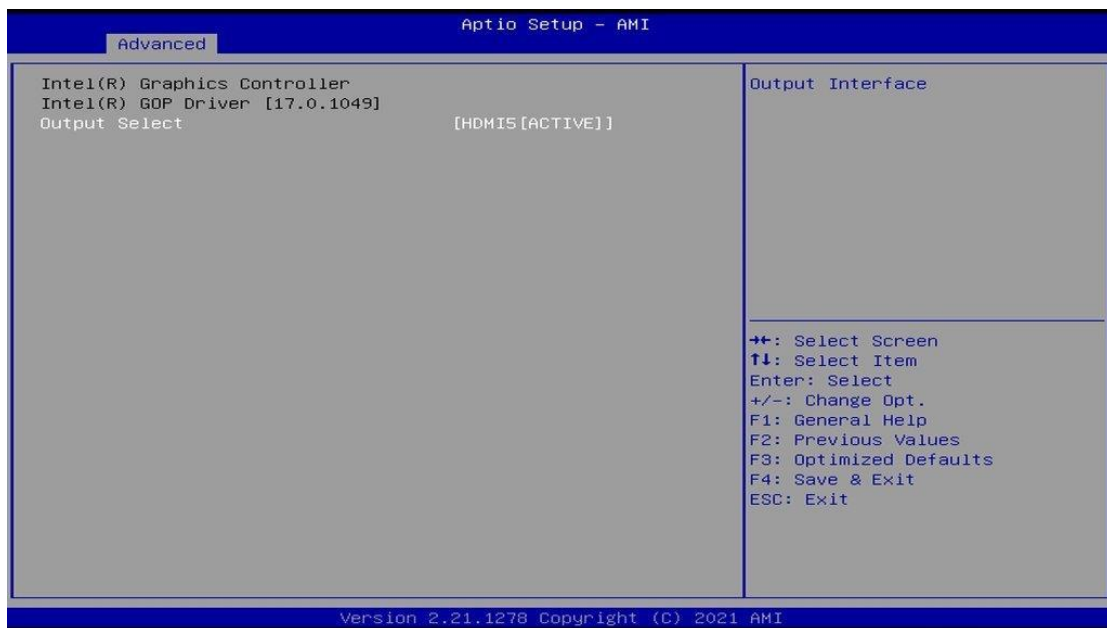 Aptio Setup - AMI
Advanced
Intel(R) Graphics Controller
Intel(R) GOP Driver [17.0.1049]
Output Select [HDMI5[ACTIVE]]
Output Interface
→←: Select Screen
↑↓: Select Item
Enter: Select
+/-: Change Opt.
F1: General Help
F2: Previous Values
F3: Optimized Defaults
F4: Save & Exit
ESC: Exit
Version 2.21.1278 Copyright (C) 2021 AMI